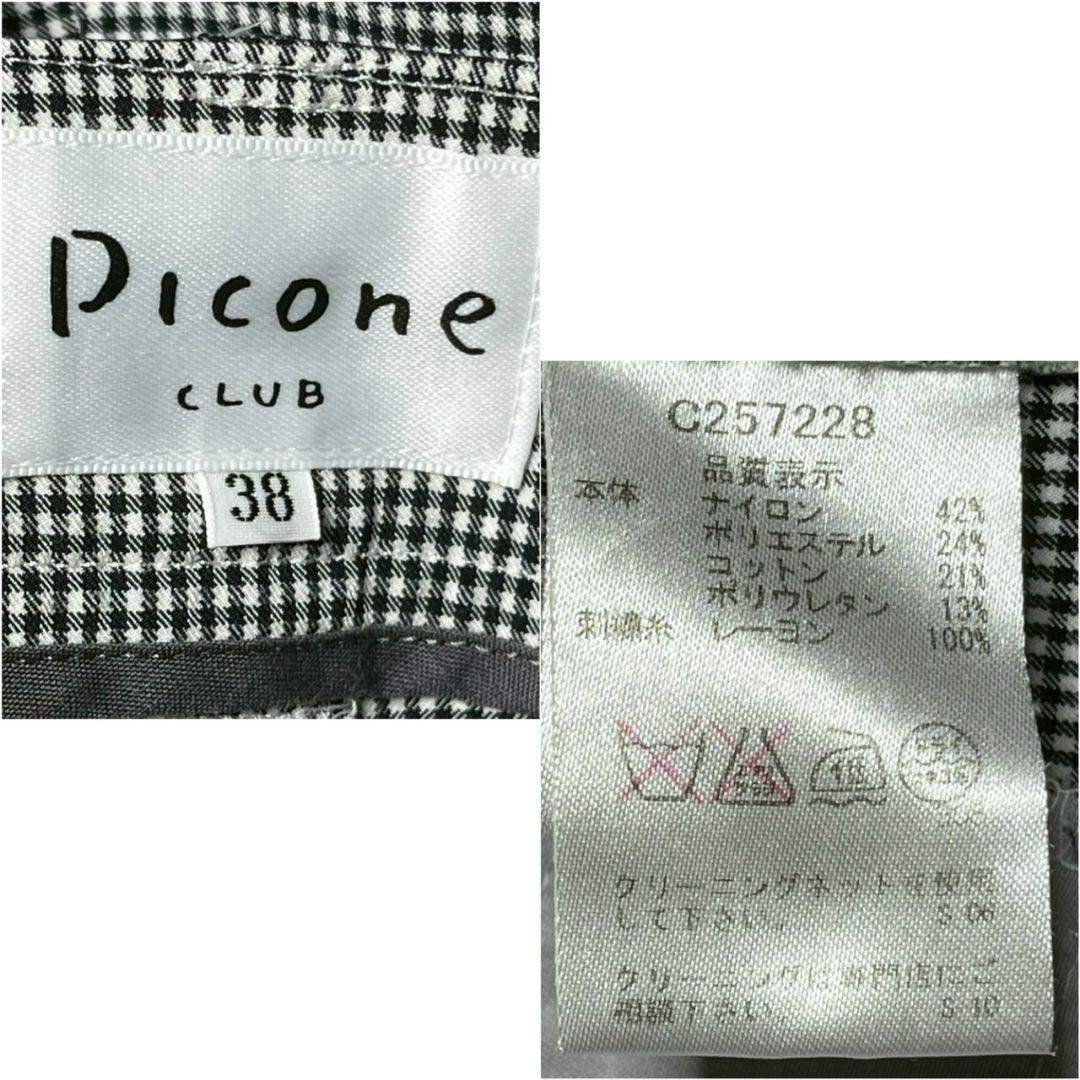 Picone
CLUB
38
C257228
品質表示
本体
ナイロン 42%
ポリエステル 24%
コットン 21%
ポリウレタン 13%
刺繍糸 レーヨン 100%
クリーニングネットを使用
して下さい。 S-06
クリーニングは専門店にご
相談下さい。 S-10